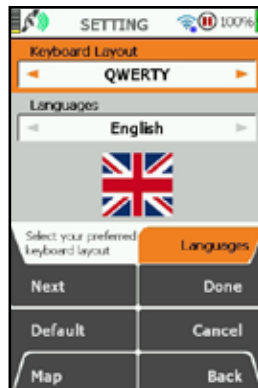 SETTING 100%
Keyboard Layout
QWERTY
Languages
English
Select your preferred
keyboard layout
Languages
Next Done
Default Cancel
Map Back